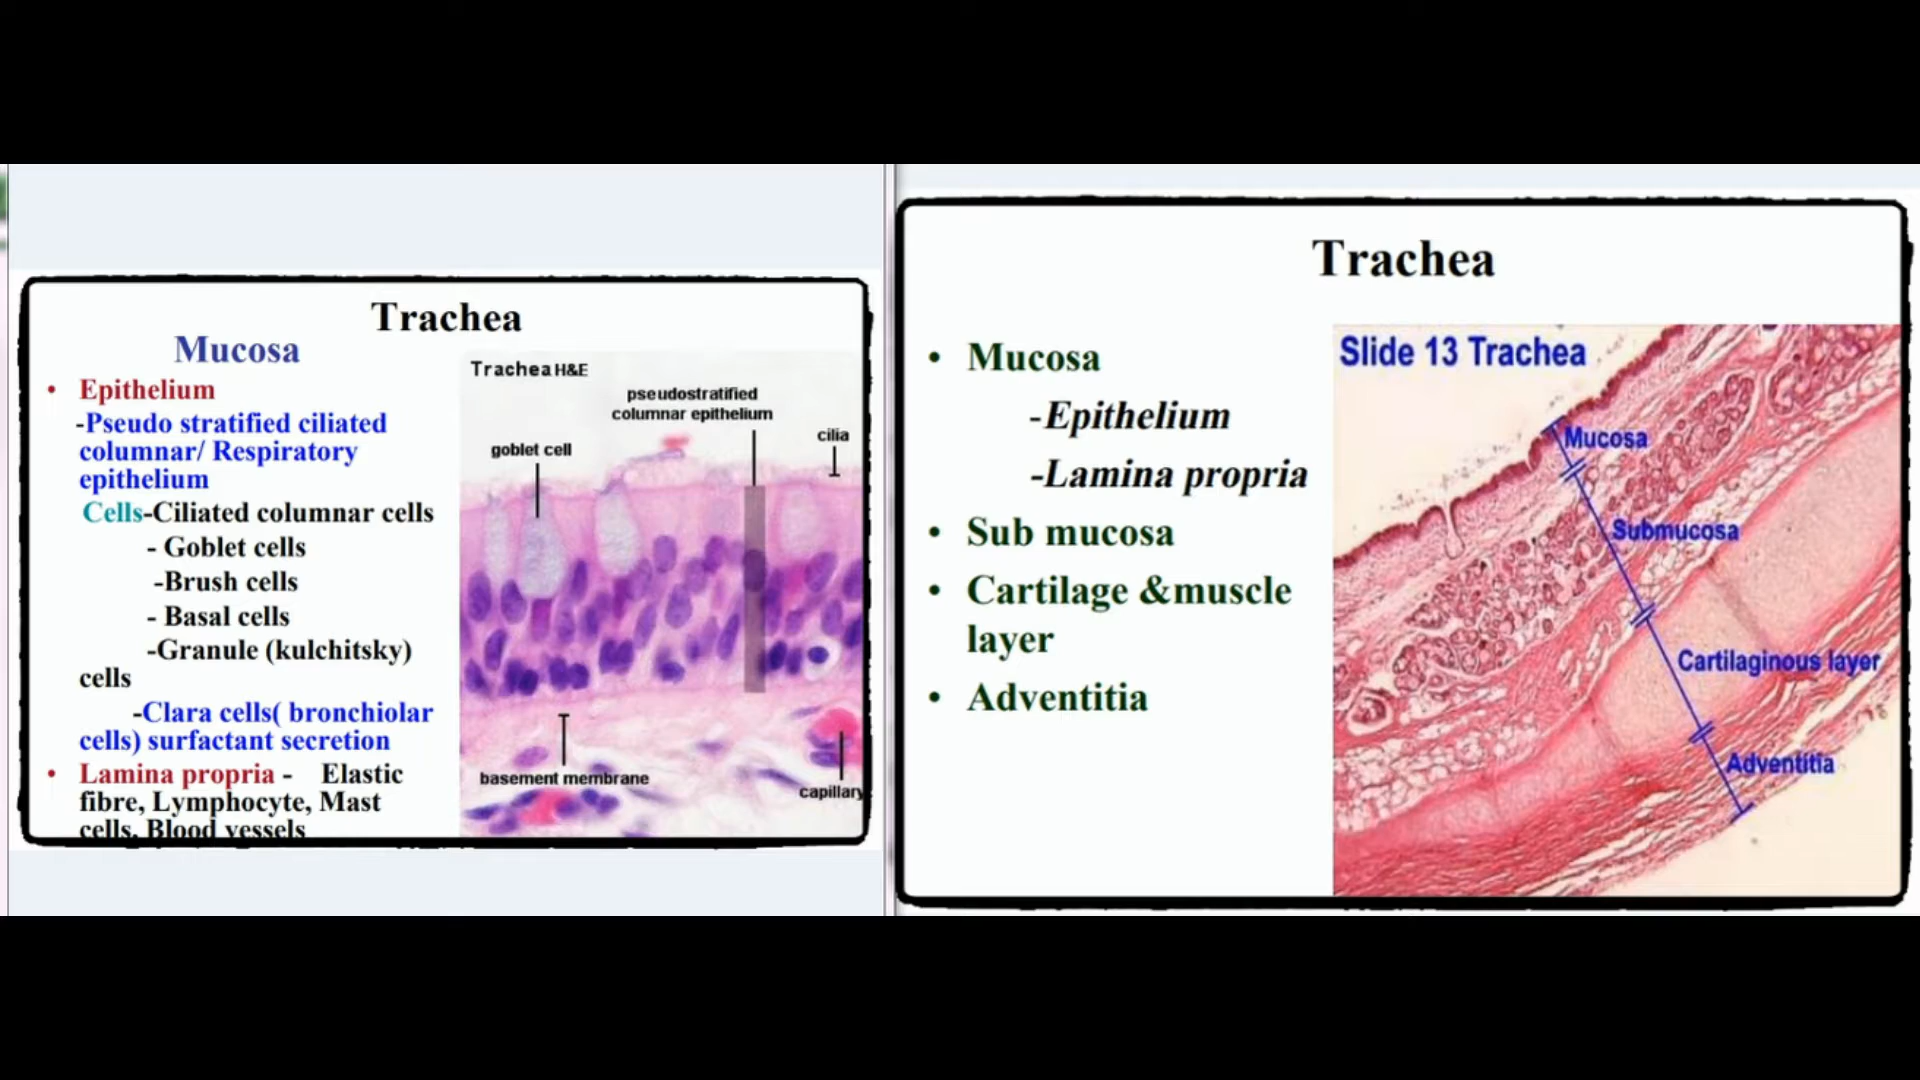 Trachea
Mucosa
• Epithelium
-Pseudo stratified ciliated
columnar/ Respiratory
epithelium
Cells-Ciliated columnar cells
- Goblet cells
-Brush cells
- Basal cells
-Granule (kulchitsky)
cells
-Clara cells( bronchiolar
cells) surfactant secretion
• Lamina propria - Elastic
fibre, Lymphocyte, Mast
cells, Blood vessels
Trachea H&E
pseudostratified
columnar epithelium
cilia
goblet cell
basement membrane
capillary
Trachea
• Mucosa
-Epithelium
-Lamina propria
• Sub mucosa
• Cartilage &muscle
layer
• Adventitia
Slide 13 Trachea
Mucosa
Submucosa
Cartilaginous layer
Adventitia